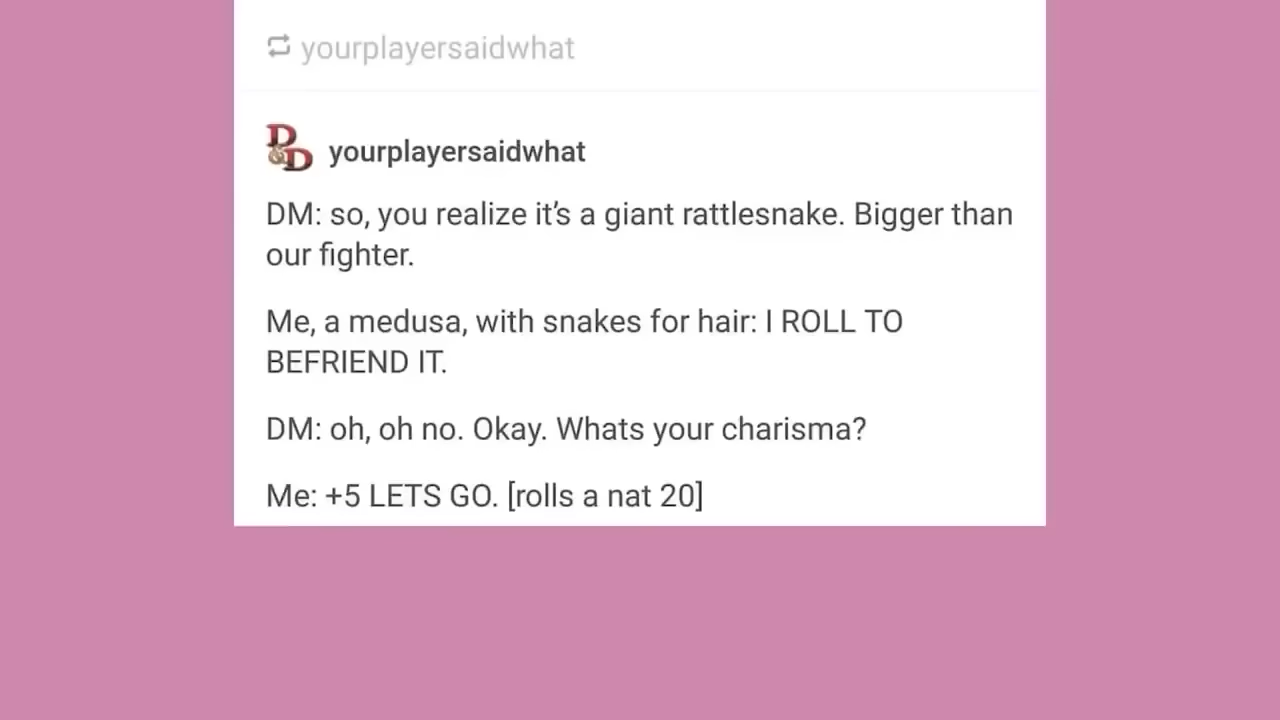 yourplayersaidwhat
D&D
yourplayersaidwhat
DM: so, you realize it's a giant rattlesnake. Bigger than
our fighter.
Me, a medusa, with snakes for hair: I ROLL TO
BEFRIEND IT.
DM: oh, oh no. Okay. Whats your charisma?
Me: +5 LETS GO. [rolls a nat 20]